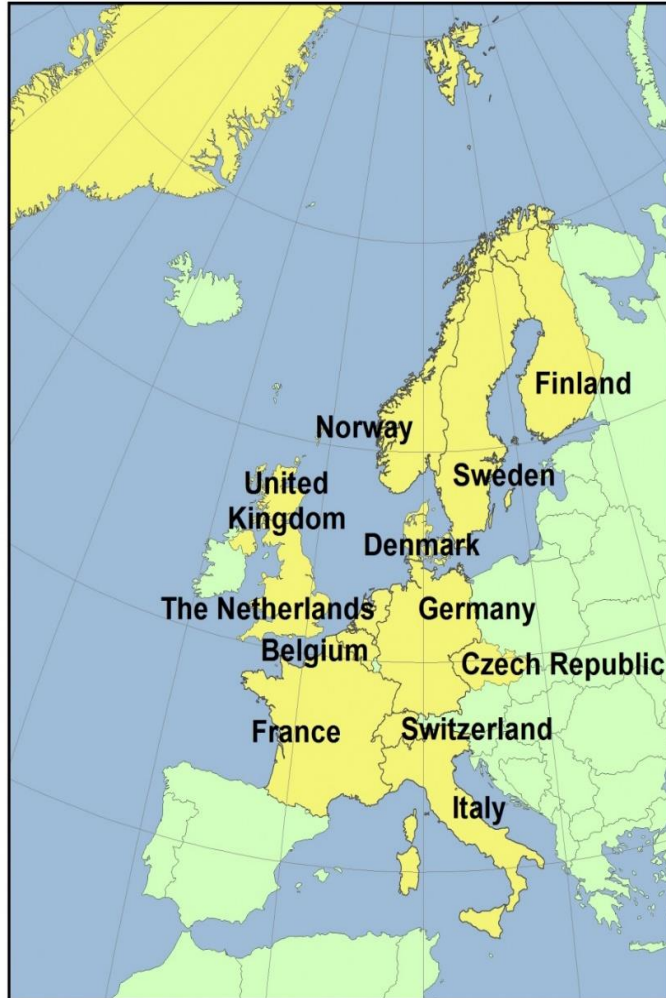 Finland
Norway
Sweden
United
Kingdom
Denmark
The Netherlands
Germany
Belgium
Czech Republic
France
Switzerland
Italy